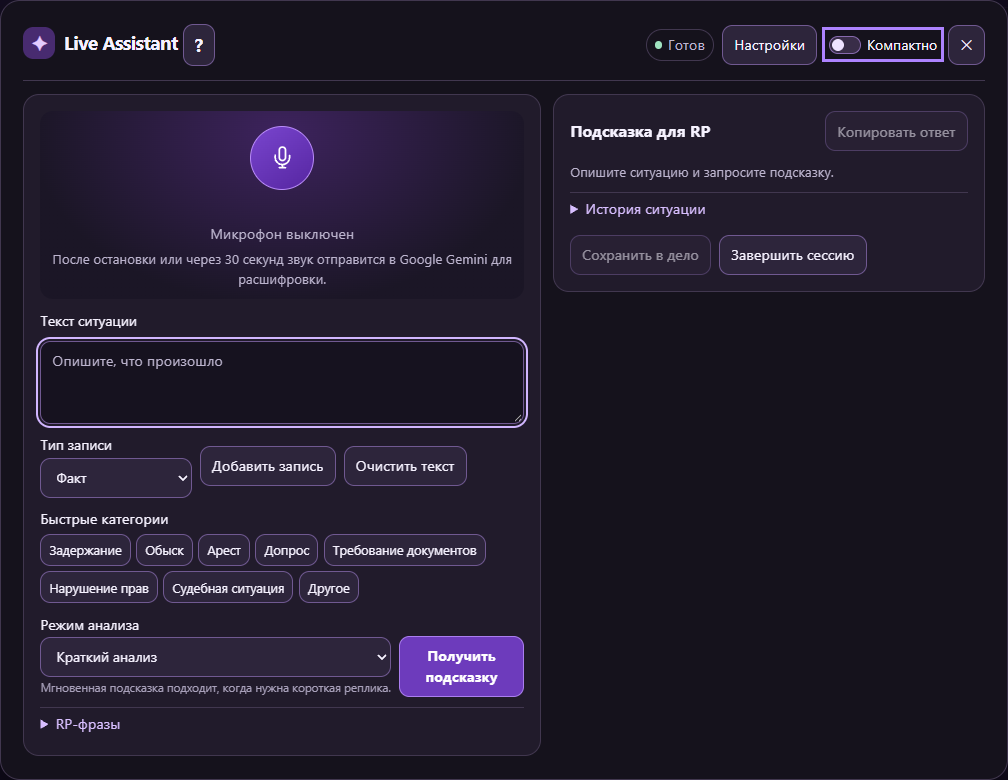 Live Assistant
?
Готов
Настройки
Компактно
Микрофон выключен
После остановки или через 30 секунд звук отправится в Google Gemini для
расшифровки.
Текст ситуации
Опишите, что произошло
Тип записи
Факт
Добавить запись
Очистить текст
Быстрые категории
Задержание
Обыск
Арест
Допрос
Требование документов
Нарушение прав
Судебная ситуация
Другое
Режим анализа
Краткий анализ
Получить
подсказку
Мгновенная подсказка подходит, когда нужна короткая реплика.
RP-фразы
Подсказка для RP
Копировать ответ
Опишите ситуацию и запросите подсказку.
История ситуации
Сохранить в дело
Завершить сессию